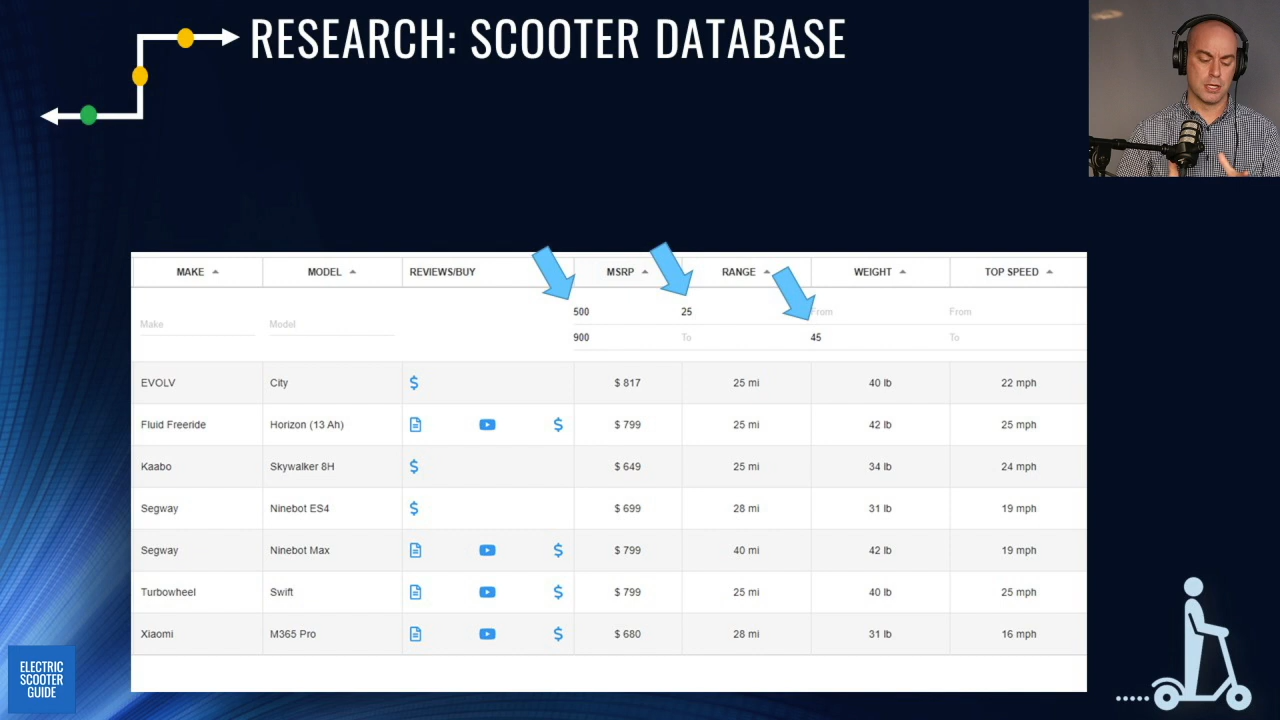 RESEARCH: SCOOTER DATABASE
MAKE MODEL REVIEWS/BUY MSRP RANGE WEIGHT TOP SPEED
500 25 From From
Make Model
900 To 45 To
EVOLV City $ $ 817 25 mi 40 lb 22 mph
Fluid Freeride Horizon (13 Ah) $ $ 799 25 mi 42 lb 25 mph
Kaabo Skywalker 8H $ $ 649 25 mi 34 lb 24 mph
Segway Ninebot ES4 $ $ 699 28 mi 31 lb 19 mph
Segway Ninebot Max $ $ 799 40 mi 42 lb 19 mph
Turbowheel Swift $ $ 799 25 mi 40 lb 25 mph
Xiaomi M365 Pro $ $ 680 28 mi 31 lb 16 mph
ELECTRIC
SCOOTER
GUIDE